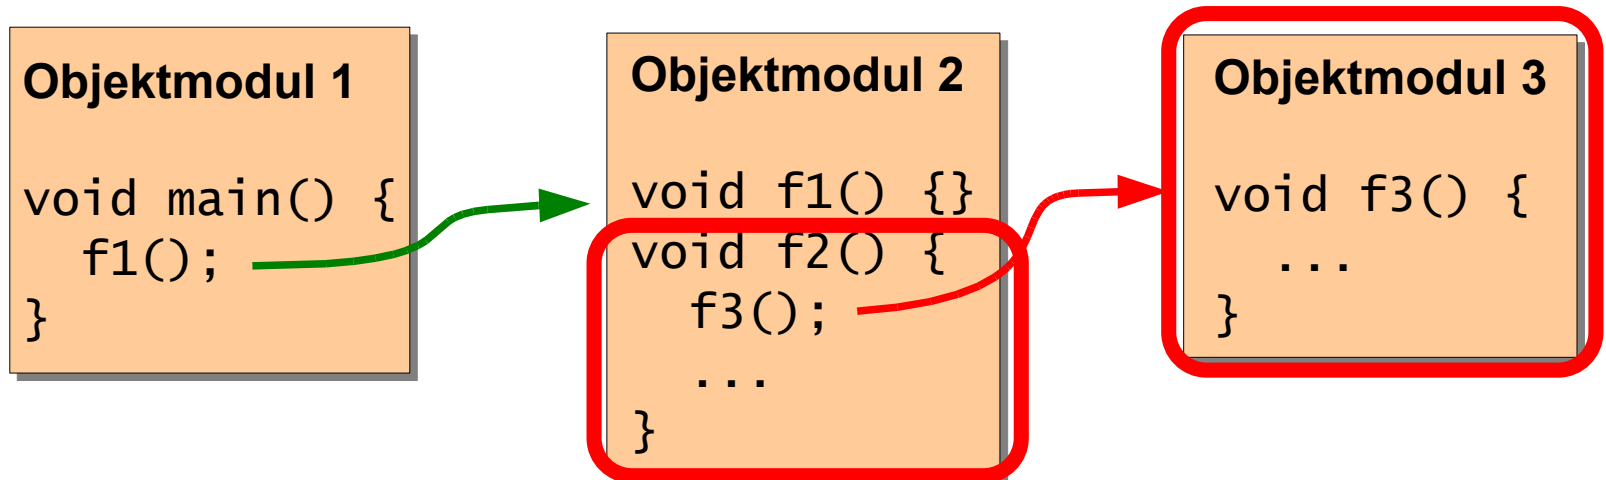 Objektmodul 1
void main() {
  f1();
}
Objektmodul 2
void f1() {}
void f2() {
  f3();
  ...
}
Objektmodul 3
void f3() {
  ...
}